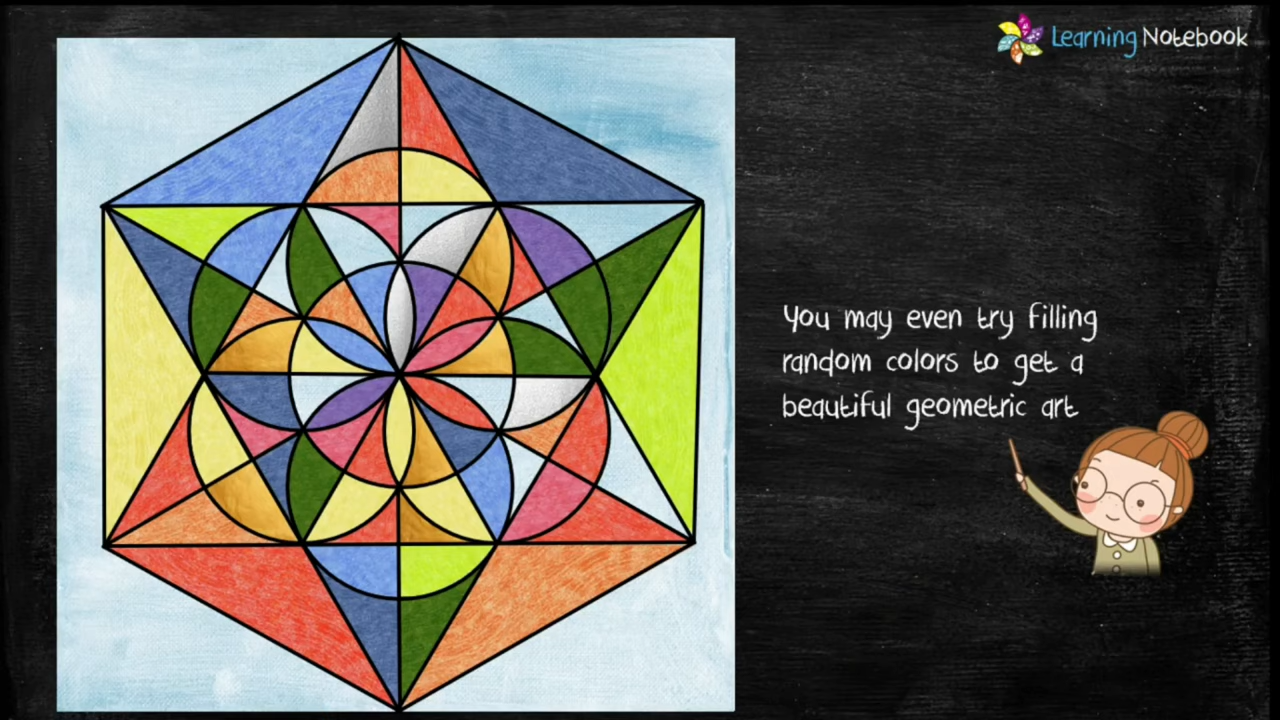 Learning Notebook
You may even try filling
random colors to get a
beautiful geometric art